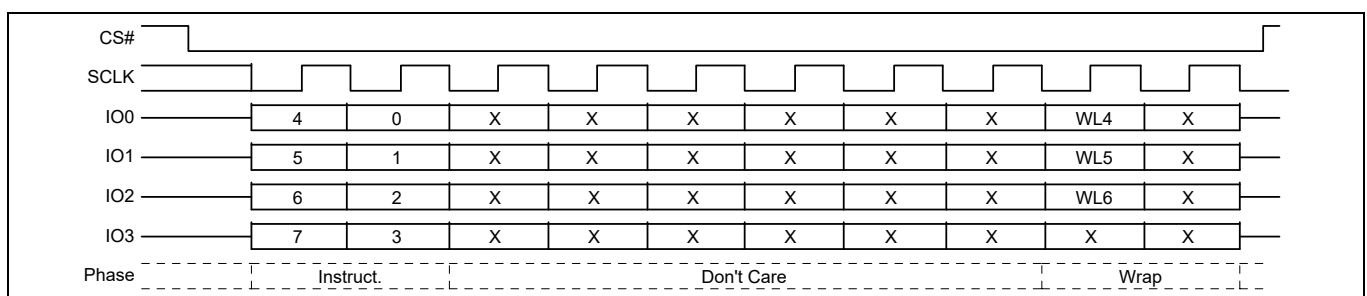 CS#
SCLK
IO0 4 0 X X X X X X WL4 X
IO1 5 1 X X X X X X WL5 X
IO2 6 2 X X X X X X WL6 X
IO3 7 3 X X X X X X X X
Phase Instruct. Don't Care Wrap